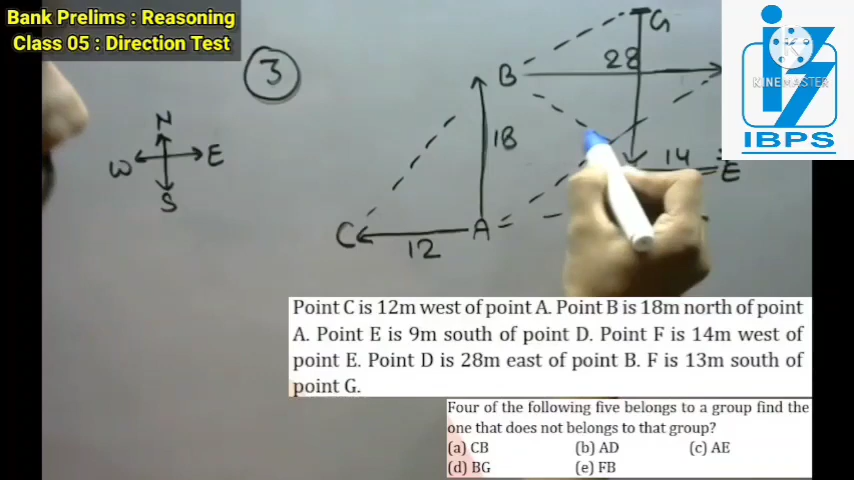 Bank Prelims : Reasoning
Class 05 : Direction Test
3
G
28
B
N
W E
S
18
14
E
C
12
A
KINEMASTER
IBPS
Point C is 12m west of point A. Point B is 18m north of point
A. Point E is 9m south of point D. Point F is 14m west of
point E. Point D is 28m east of point B. F is 13m south of
point G.
Four of the following five belongs to a group find the
one that does not belongs to that group?
(a) CB (b) AD (c) AE
(d) BG (e) FB